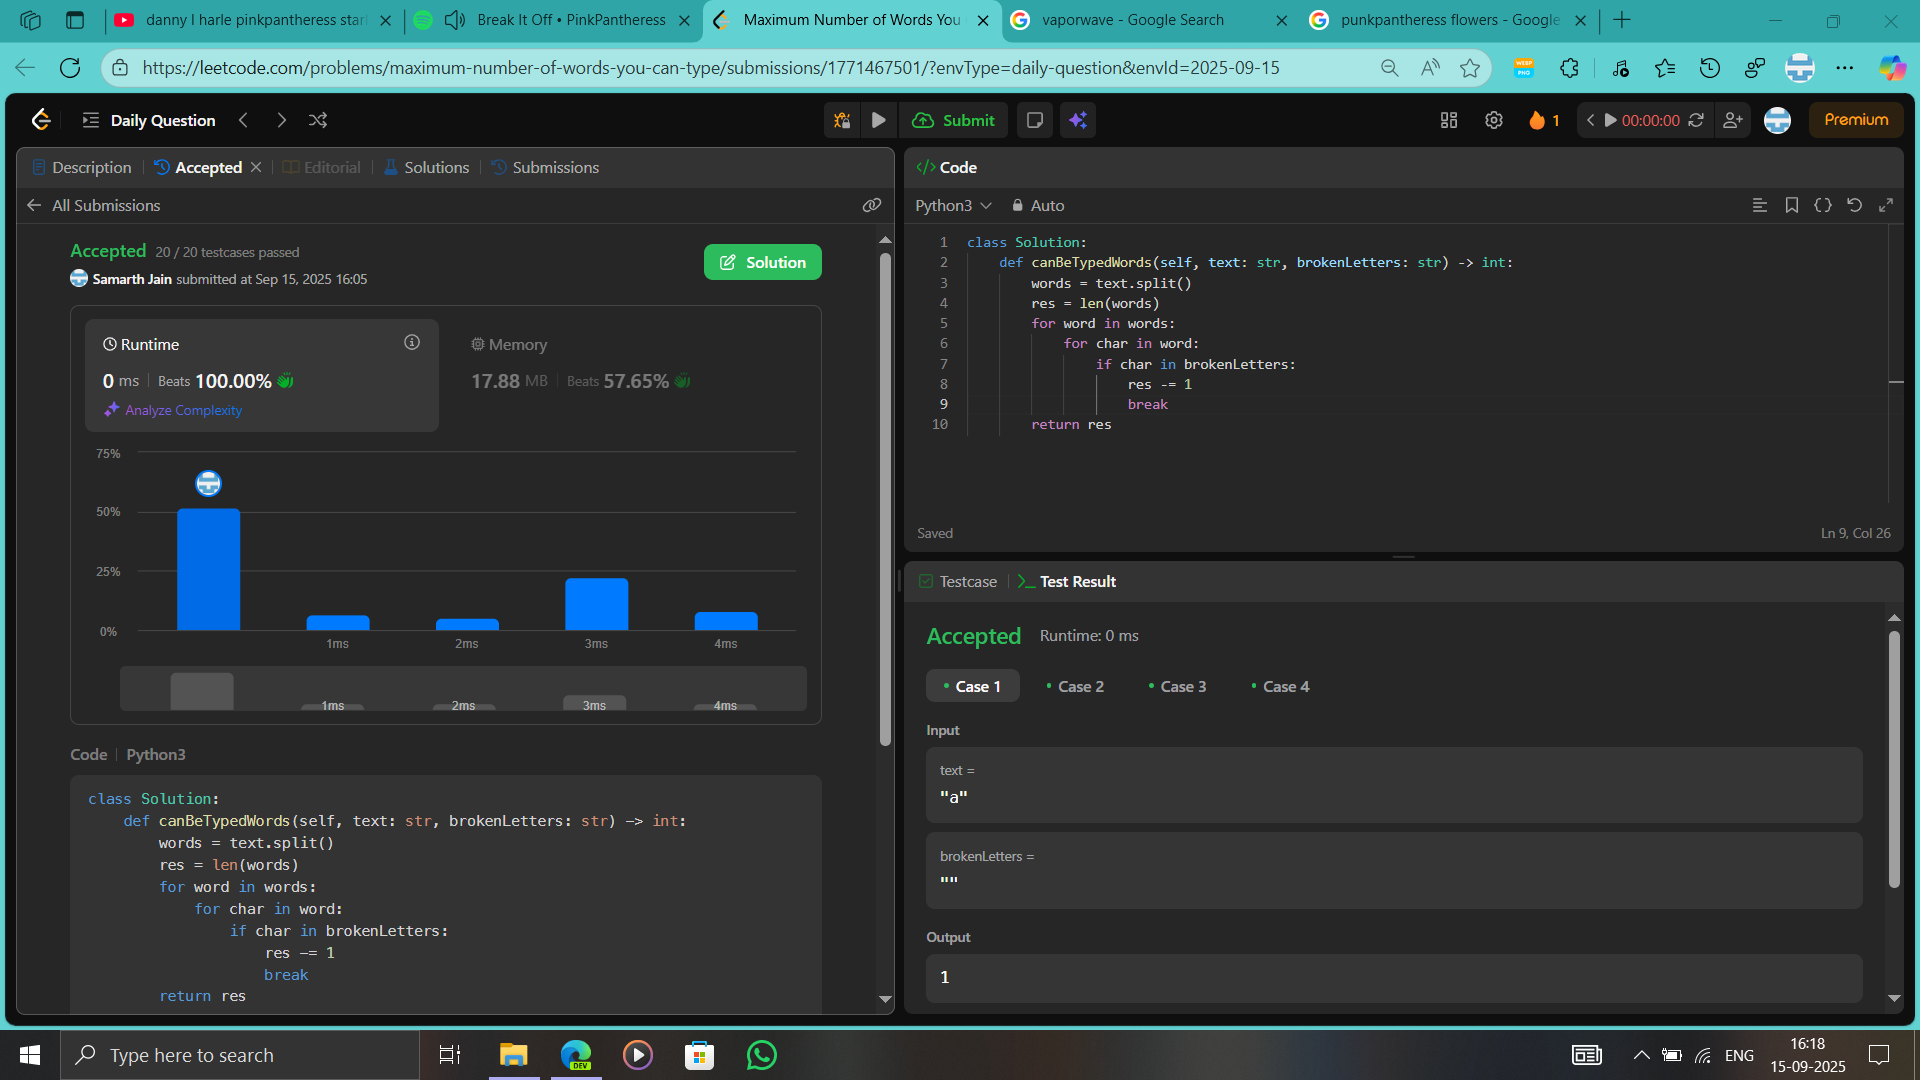 danny l harle pinkpantheress star
Break It Off • PinkPantheress
Maximum Number of Words You
vaporwave - Google Search
punkpantheress flowers - Google
https://leetcode.com/problems/maximum-number-of-words-you-can-type/submissions/1771467501/?envType=daily-question&envId=2025-09-15
Daily Question
Submit
1
00:00:00
Premium
Description
Accepted
Editorial
Solutions
Submissions
All Submissions
Accepted 20 / 20 testcases passed
Samarth Jain submitted at Sep 15, 2025 16:05
Solution
Runtime
0 ms Beats 100.00%
Analyze Complexity
Memory
17.88 MB Beats 57.65%
75%
50%
25%
0%
1ms 2ms 3ms 4ms
1ms 2ms 3ms 4ms
Code Python3
class Solution:
def canBeTypedWords(self, text: str, brokenLetters: str) -> int:
words = text.split()
res = len(words)
for word in words:
for char in word:
if char in brokenLetters:
res -= 1
break
return res
</> Code
Python3 Auto
1 class Solution:
2 def canBeTypedWords(self, text: str, brokenLetters: str) -> int:
3 words = text.split()
4 res = len(words)
5 for word in words:
6 for char in word:
7 if char in brokenLetters:
8 res -= 1
9 break
10 return res
Saved
Ln 9, Col 26
Testcase
Test Result
Accepted Runtime: 0 ms
Case 1 Case 2 Case 3 Case 4
Input
text =
"a"
brokenLetters =
""
Output
1
Type here to search
DEV
ENG
16:18
15-09-2025